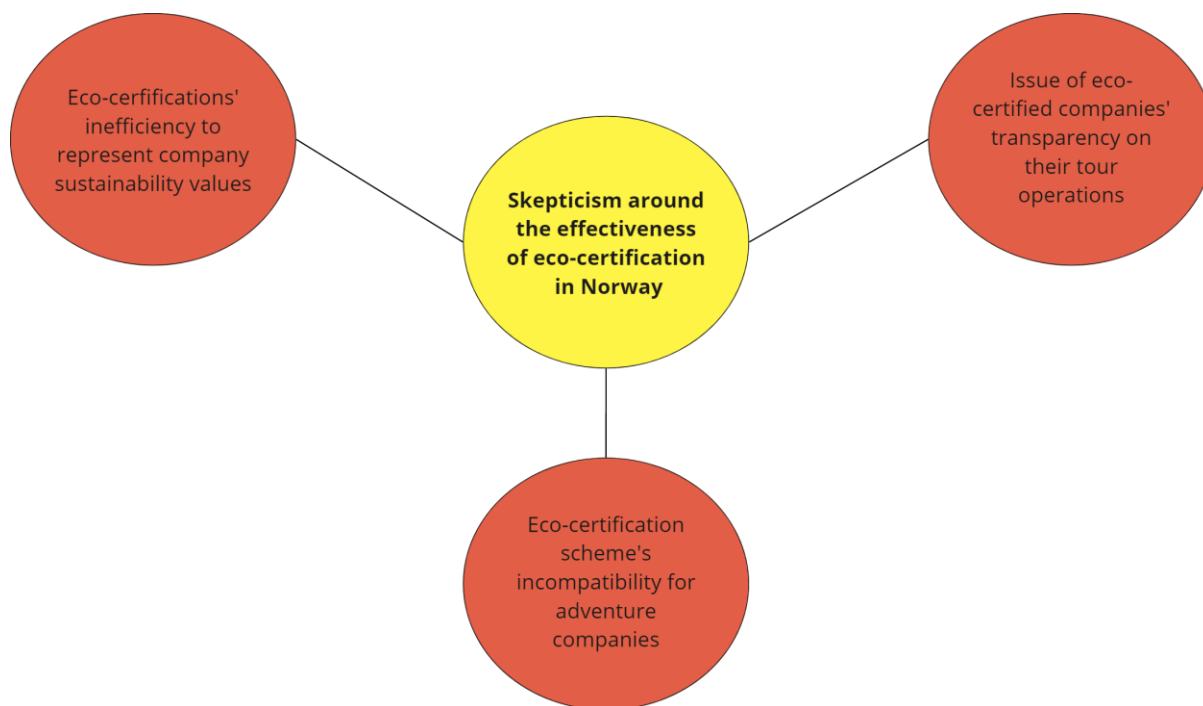 Eco-cerfifications'
inefficiency to
represent company
sustainability values
Skepticism around
the effectiveness
of eco-certification
in Norway
Issue of eco-
certified companies'
transparency on
their tour
operations
Eco-certification
scheme's
incompatibility for
adventure
companies